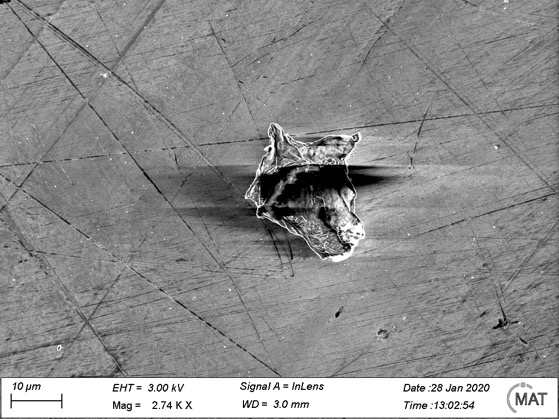 10 µm
EHT = 3.00 kV
Signal A = InLens
Date :28 Jan 2020
Mag = 2.74 K X
WD = 3.0 mm
Time :13:02:54
MAT